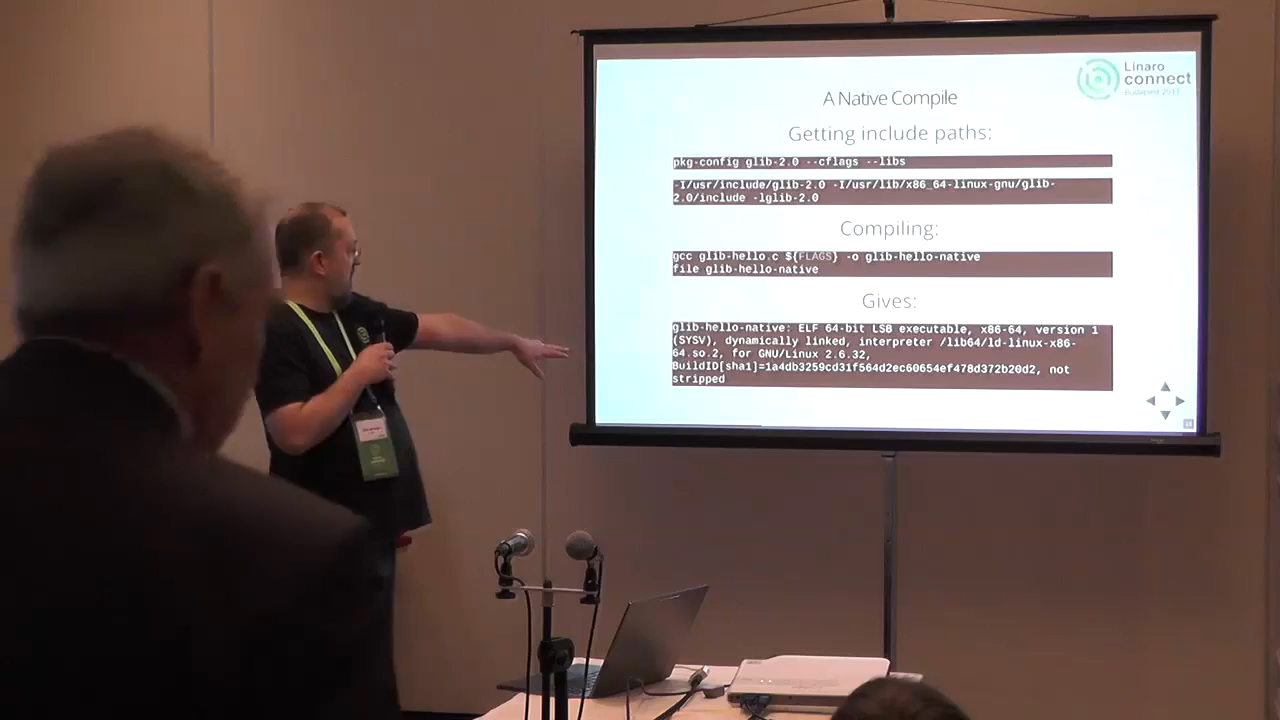 Linaro
connect
Budapest 2017
A Native Compile
Getting include paths:
pkg-config glib-2.0 --cflags --libs
-I/usr/include/glib-2.0 -I/usr/lib/x86_64-linux-gnu/glib-
2.0/include -lglib-2.0
Compiling:
gcc glib-hello.c ${FLAGS} -o glib-hello-native
file glib-hello-native
Gives:
glib-hello-native: ELF 64-bit LSB executable, x86-64, version 1
(SYSV), dynamically linked, interpreter /lib64/ld-linux-x86-
64.so.2, for GNU/Linux 2.6.32,
BuildID[sha1]=1a4db3259cd31f564d2ec60654ef478d372b20d2, not
stripped